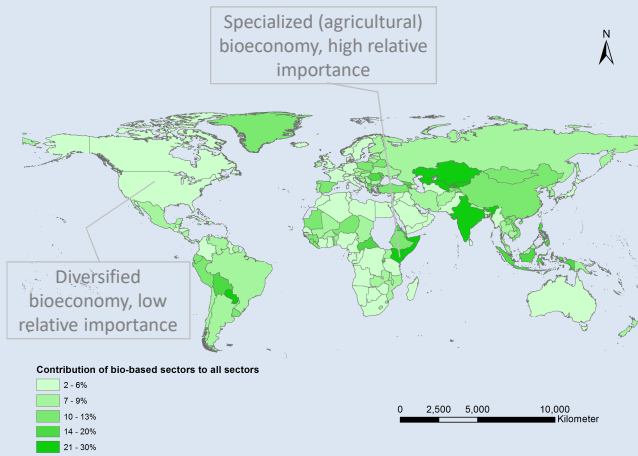 Specialized (agricultural)
bioeconomy, high relative
importance
N
Diversified
bioeconomy, low
relative importance
Contribution of bio-based sectors to all sectors
2 - 6%
7 - 9%
10 - 13%
14 - 20%
21 - 30%
0 2,500 5,000 10,000
Kilometer